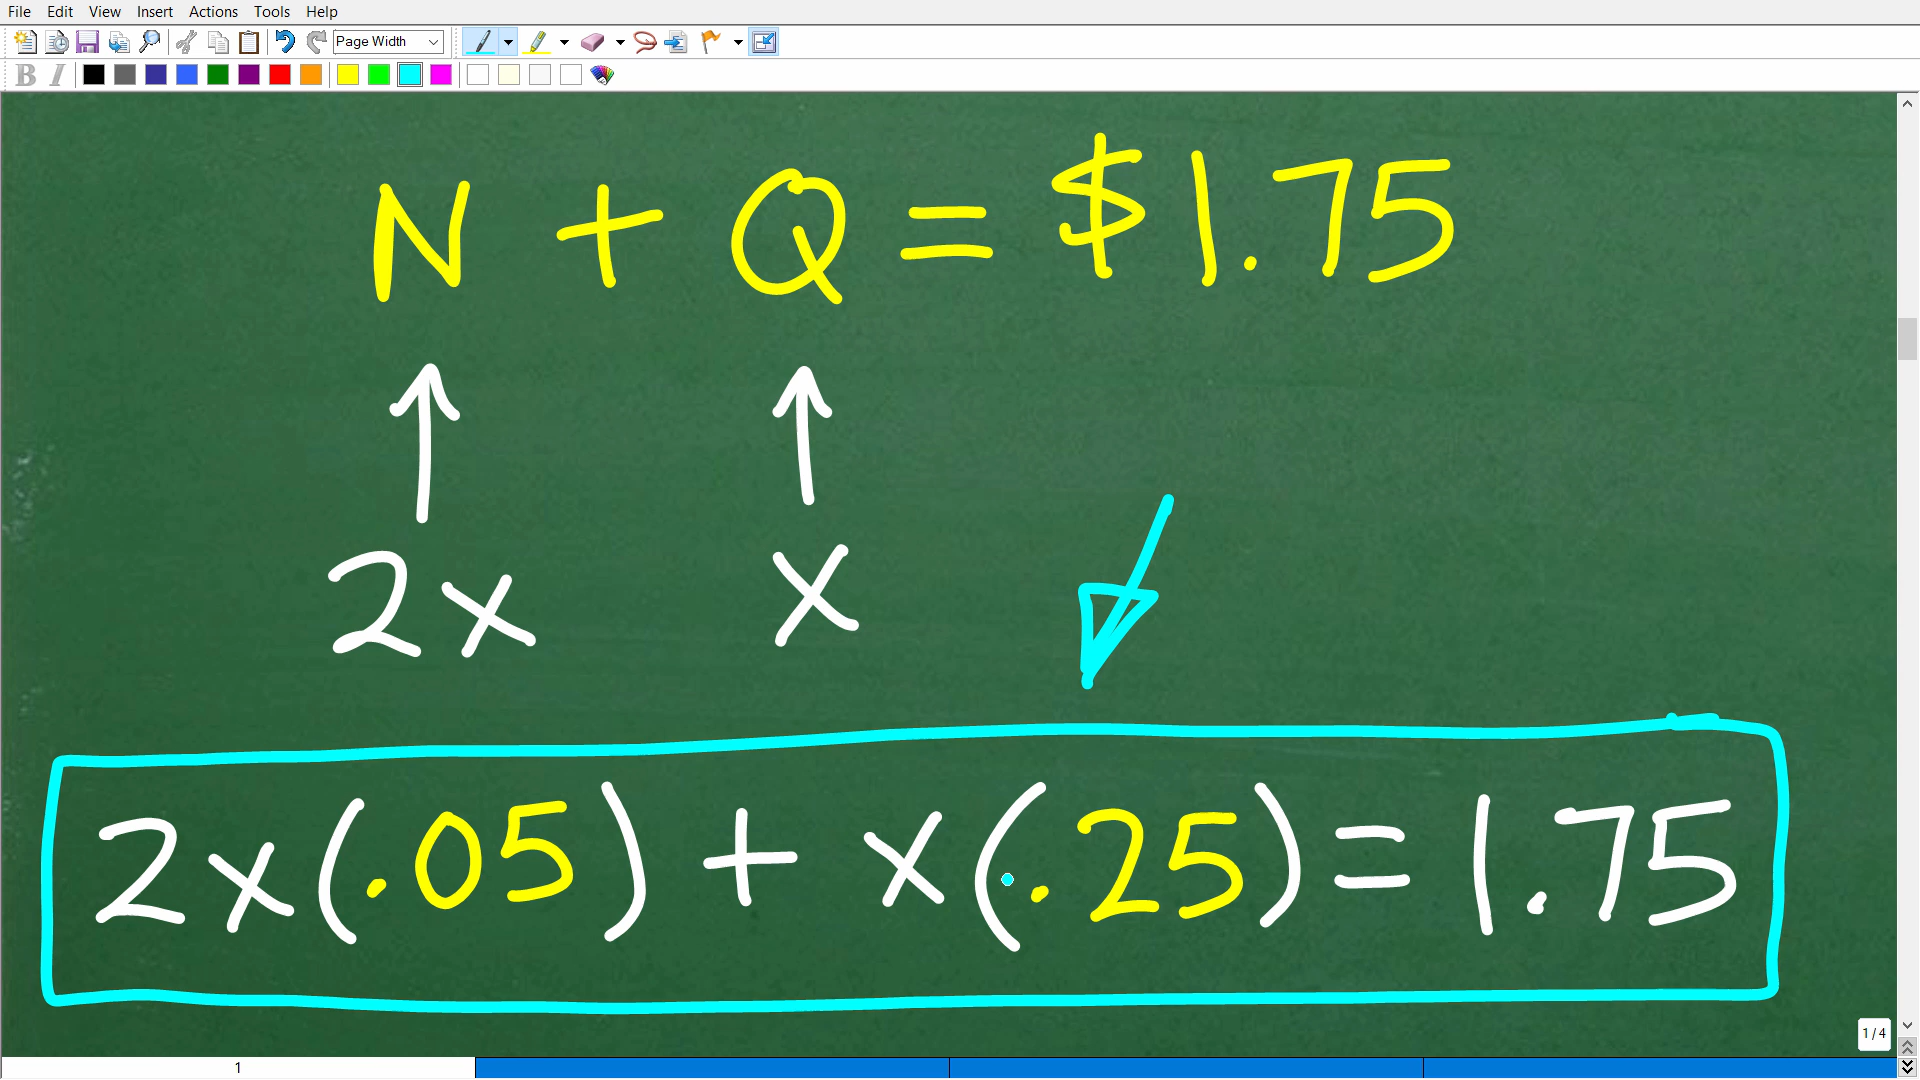 File Edit View Insert Actions Tools Help
Page Width
B I
N + Q = $1.75
2x x
2x(.05) + x(.25) = 1.75
1 / 4
1